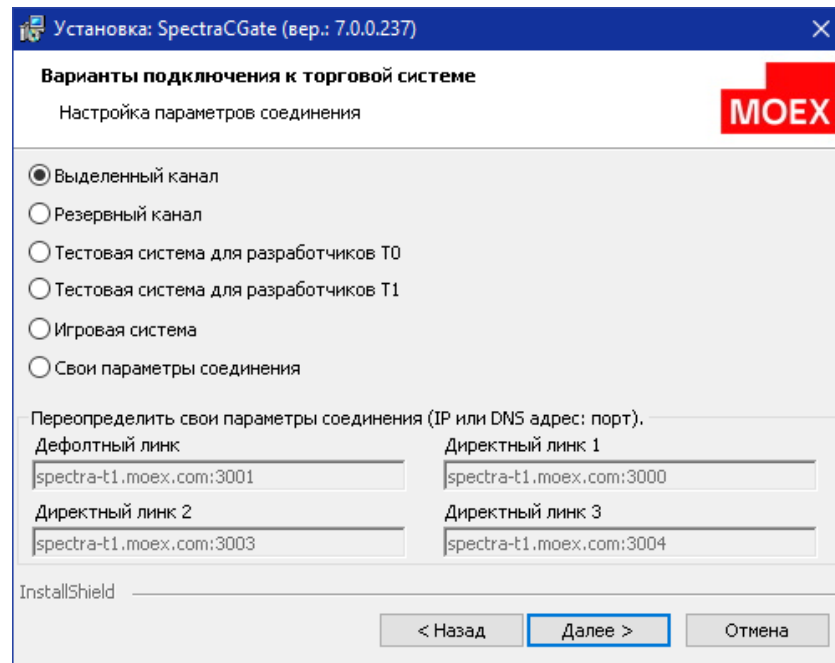 Установка: SpectraCGate (вер.: 7.0.0.237)
Варианты подключения к торговой системе
Настройка параметров соединения
MOEX
Выделенный канал
Резервный канал
Тестовая система для разработчиков T0
Тестовая система для разработчиков T1
Игровая система
Свои параметры соединения
Переопределить свои параметры соединения (IP или DNS адрес: порт).
Дефолтный линк
Директный линк 1
spectra-t1.moex.com:3001
spectra-t1.moex.com:3000
Директный линк 2
Директный линк 3
spectra-t1.moex.com:3003
spectra-t1.moex.com:3004
InstallShield
< Назад
Далее >
Отмена